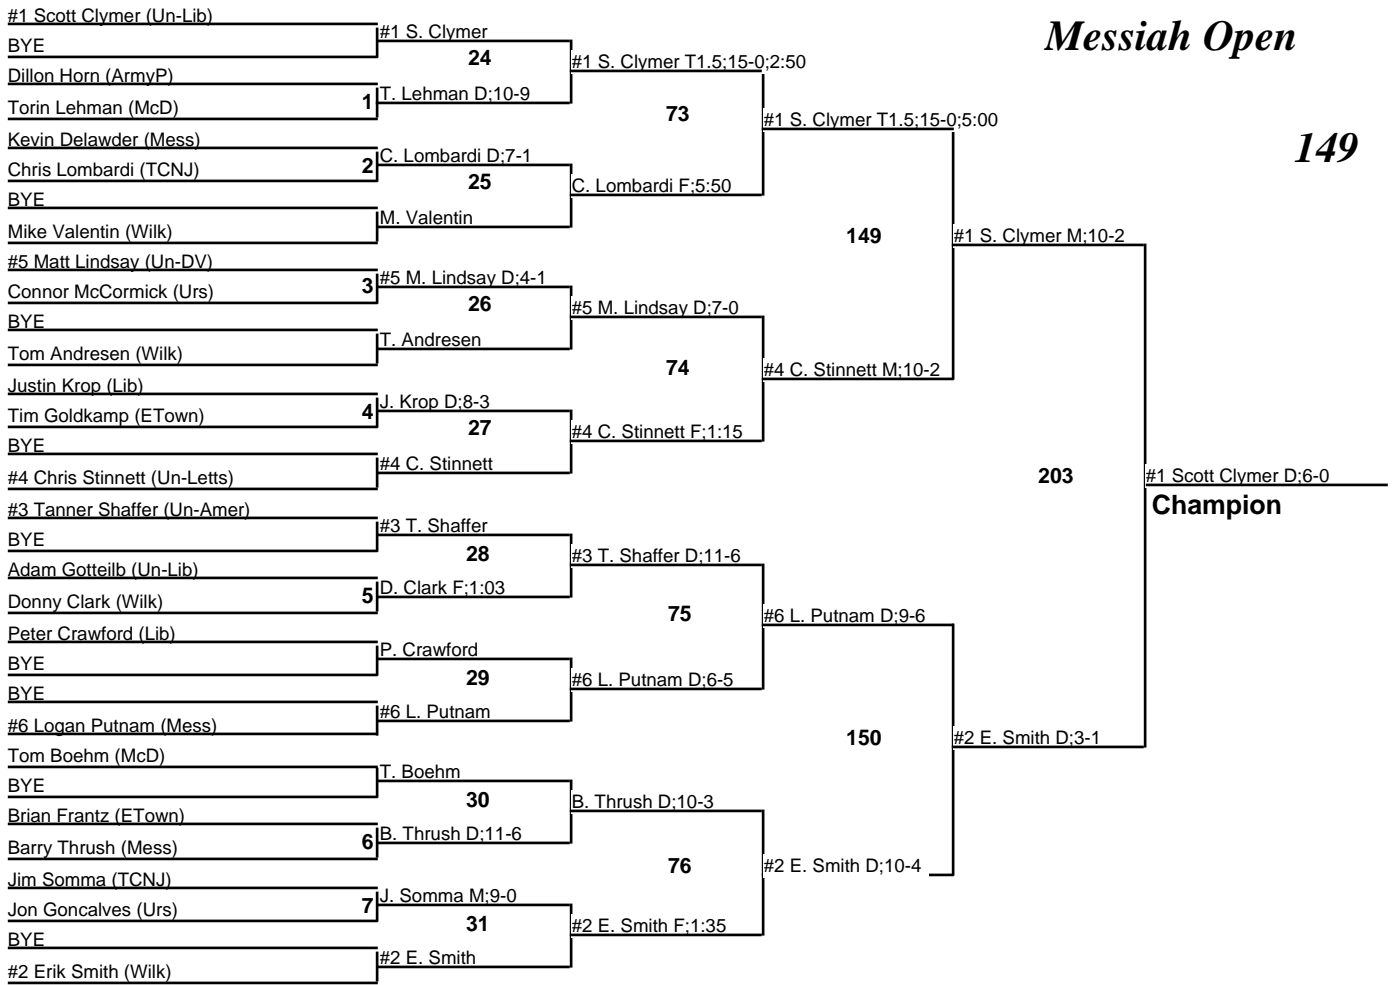 Messiah Open
149
#1 Scott Clymer (Un-Lib)
BYE
Dillon Horn (ArmyP)
Torin Lehman (McD)
Kevin Delawder (Mess)
Chris Lombardi (TCNJ)
BYE
Mike Valentin (Wilk)
#5 Matt Lindsay (Un-DV)
Connor McCormick (Urs)
BYE
Tom Andresen (Wilk)
Justin Krop (Lib)
Tim Goldkamp (ETown)
BYE
#4 Chris Stinnett (Un-Letts)
#3 Tanner Shaffer (Un-Amer)
BYE
Adam Gotteilb (Un-Lib)
Donny Clark (Wilk)
Peter Crawford (Lib)
BYE
BYE
#6 Logan Putnam (Mess)
Tom Boehm (McD)
BYE
Brian Frantz (ETown)
Barry Thrush (Mess)
Jim Somma (TCNJ)
Jon Goncalves (Urs)
BYE
#2 Erik Smith (Wilk)
1
2
3
4
5
6
7
#1 S. Clymer
24
T. Lehman D;10-9
C. Lombardi D;7-1
25
M. Valentin
#5 M. Lindsay D;4-1
26
T. Andresen
J. Krop D;8-3
27
#4 C. Stinnett
#3 T. Shaffer
28
D. Clark F;1:03
P. Crawford
29
#6 L. Putnam
T. Boehm
30
B. Thrush D;11-6
J. Somma M;9-0
31
#2 E. Smith
#1 S. Clymer T1.5;15-0;2:50
73
C. Lombardi F;5:50
#5 M. Lindsay D;7-0
74
#4 C. Stinnett F;1:15
#3 T. Shaffer D;11-6
75
#6 L. Putnam D;6-5
B. Thrush D;10-3
76
#2 E. Smith F;1:35
#1 S. Clymer T1.5;15-0;5:00
149
#4 C. Stinnett M;10-2
#6 L. Putnam D;9-6
150
#2 E. Smith D;10-4
#1 S. Clymer M;10-2
203
#2 E. Smith D;3-1
#1 Scott Clymer D;6-0
Champion